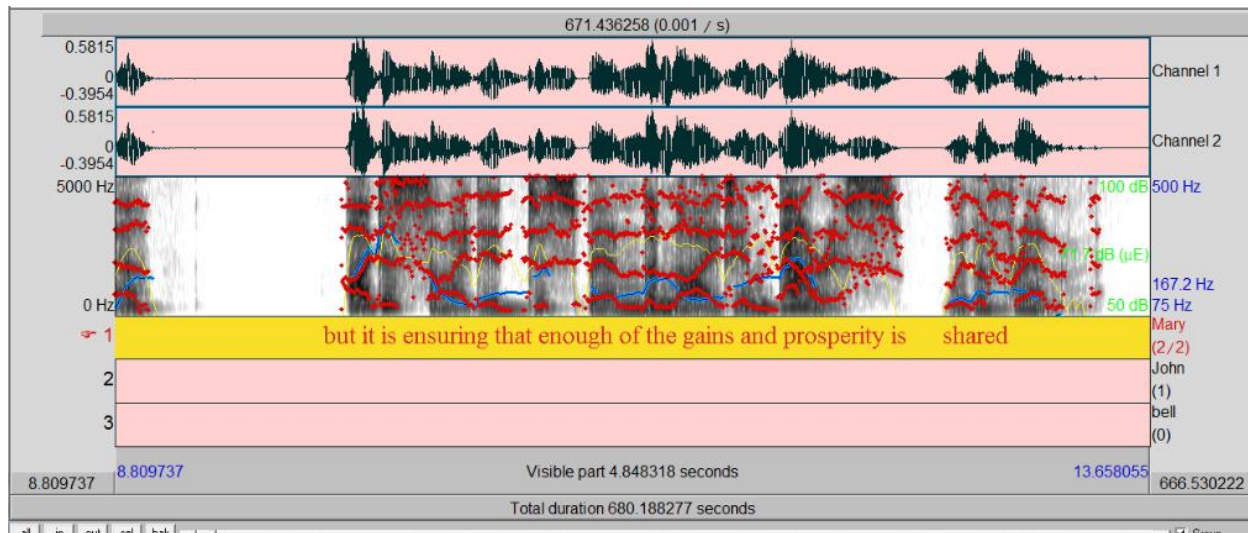 671.436258 (0.001 / s)
0.5815
0
-0.3954
Channel 1
0.5815
0
-0.3954
Channel 2
5000 Hz
100 dB 500 Hz
dB (µE)
167.2 Hz
0 Hz
50 dB 75 Hz
☞ 1
but it is ensuring that enough of the gains and prosperity is shared
Mary
(2/2)
2
John
(1)
3
bell
(0)
8.809737
Visible part 4.848318 seconds
13.658055
8.809737
666.530222
Total duration 680.188277 seconds